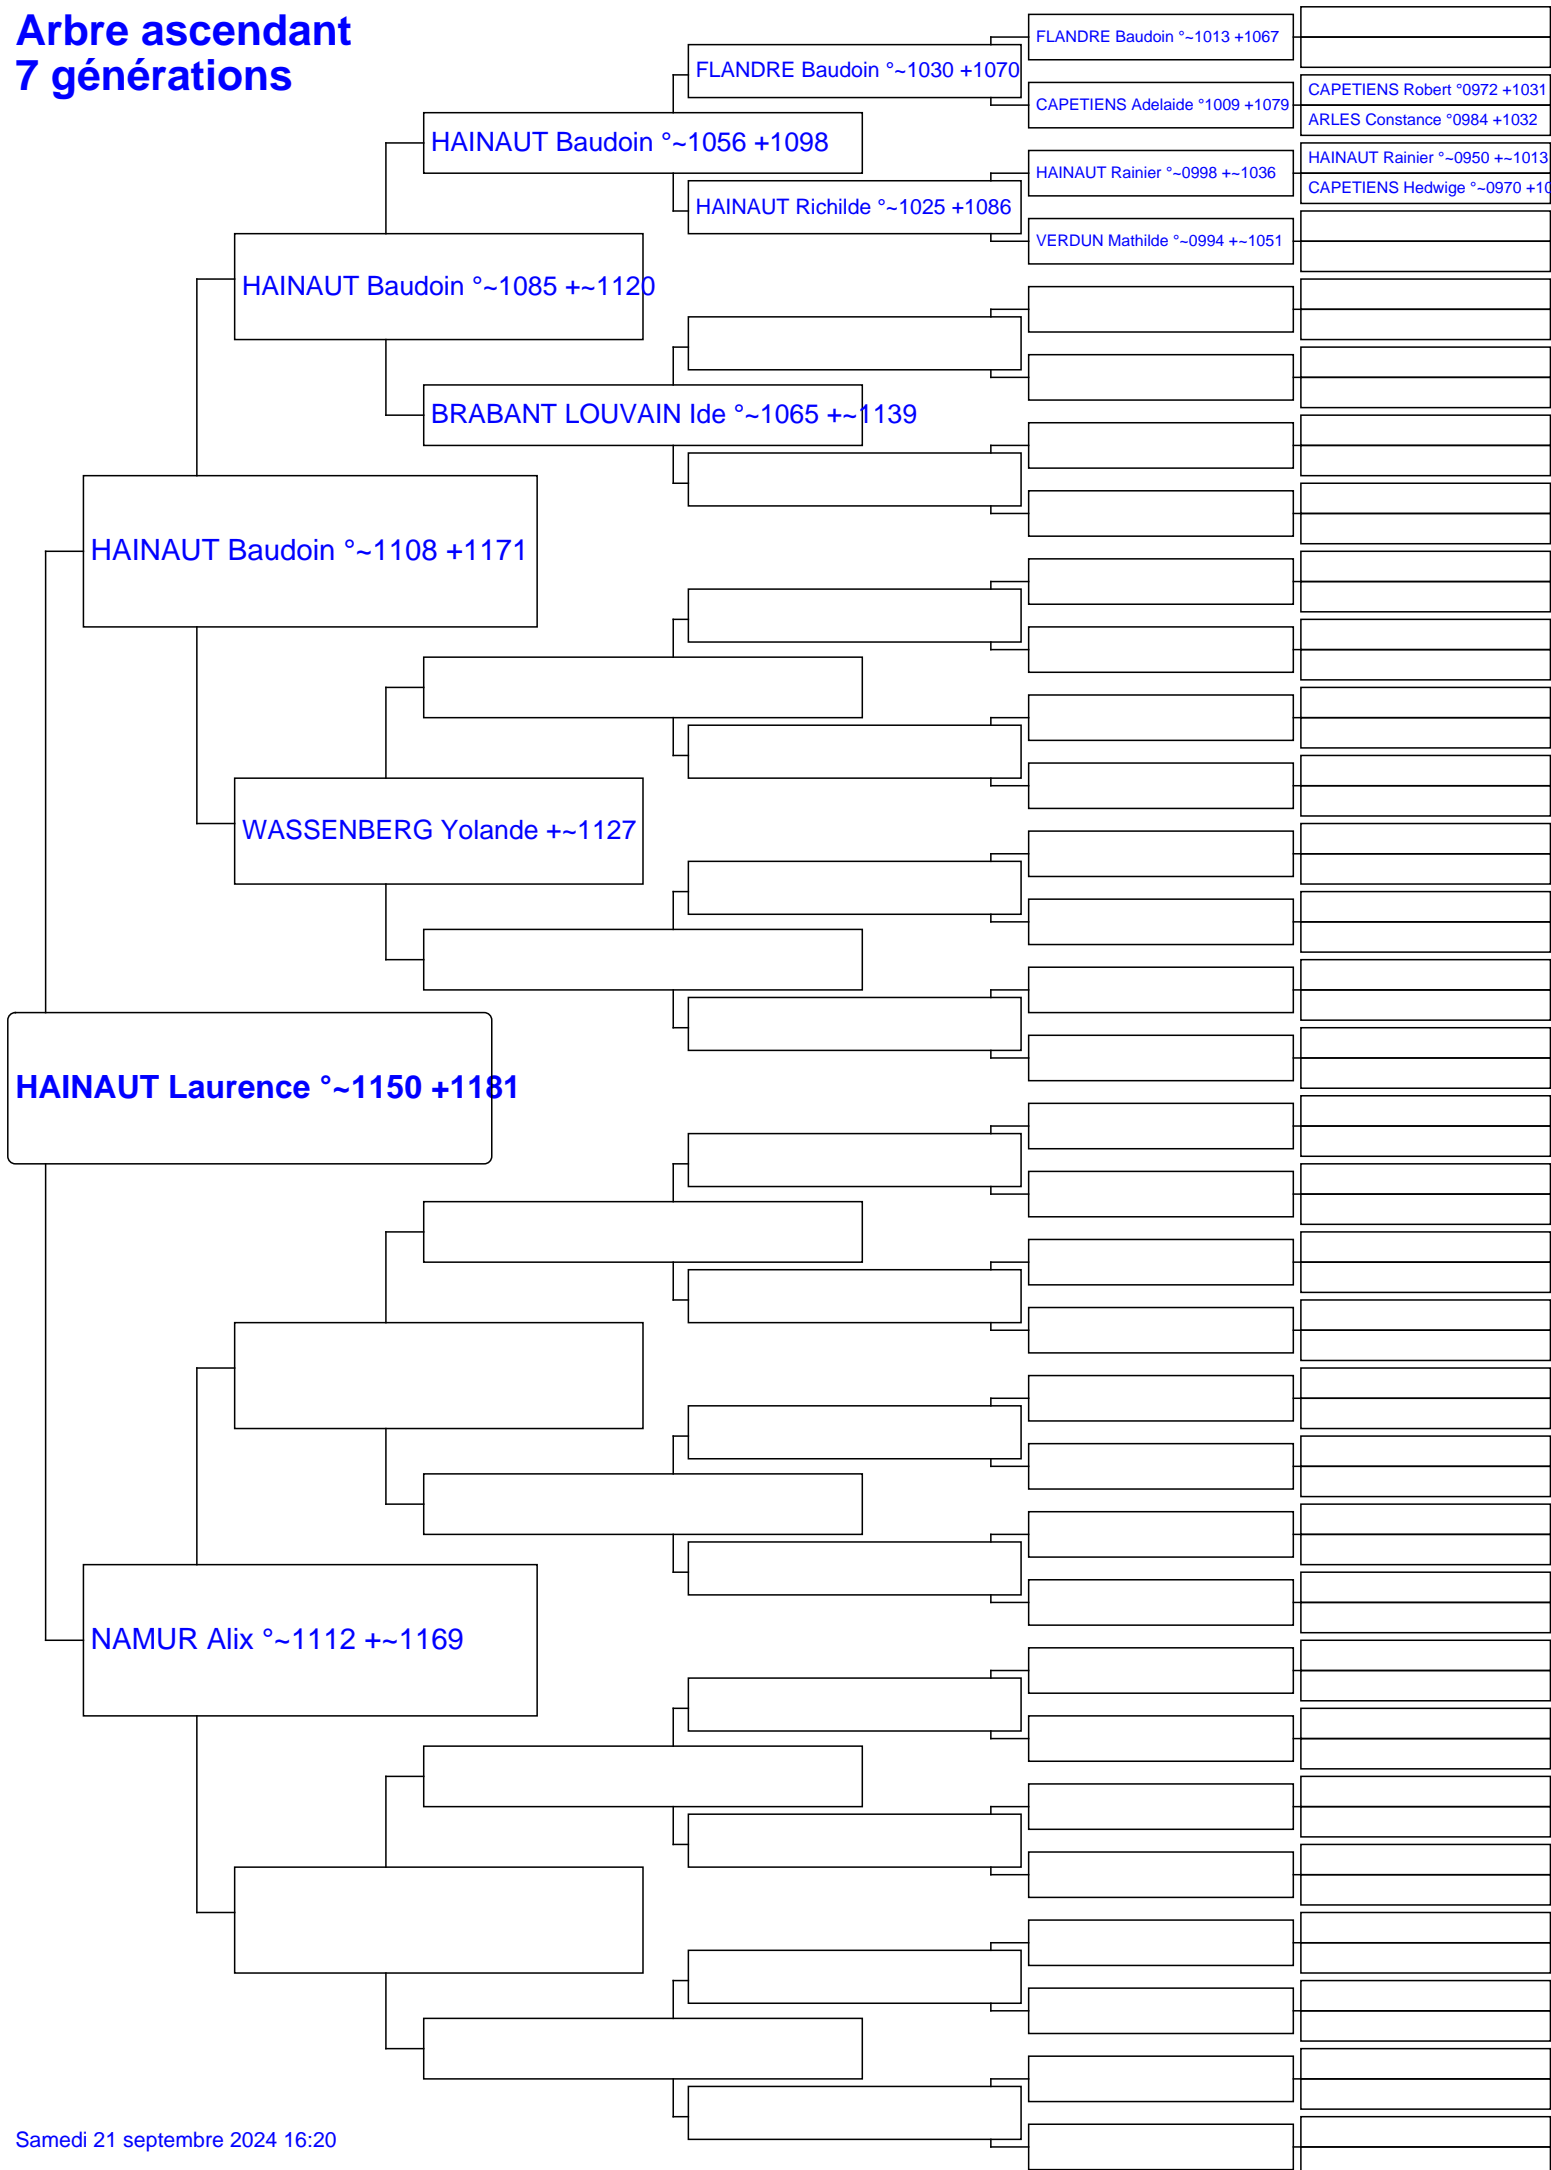 Arbre ascendant
7 générations
FLANDRE Baudoin °~1013 +1067
FLANDRE Baudoin °~1030 +1070
CAPETIENS Adelaide °1009 +1079
CAPETIENS Robert °0972 +1031
ARLES Constance °0984 +1032
HAINAUT Baudoin °~1056 +1098
HAINAUT Rainier °~0998 +~1036
HAINAUT Rainier °~0950 +~1013
CAPETIENS Hedwige °~0970 +10
HAINAUT Richilde °~1025 +1086
VERDUN Mathilde °~0994 +~1051
HAINAUT Baudoin °~1085 +~1120
BRABANT LOUVAIN Ide °~1065 +~1139
HAINAUT Baudoin °~1108 +1171
WASSENBERG Yolande +~1127
HAINAUT Laurence °~1150 +1181
NAMUR Alix °~1112 +~1169
Samedi 21 septembre 2024 16:20